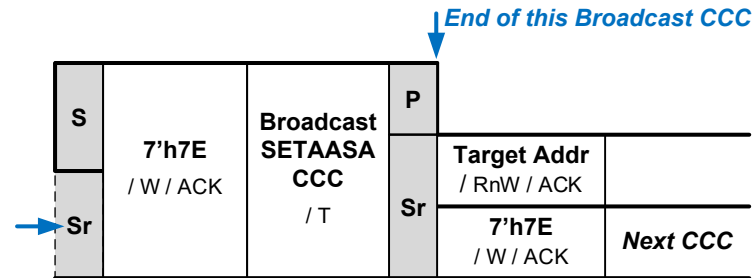 End of this Broadcast CCC
S
Sr
7’h7E
/ W / ACK
Broadcast
SETAASA
CCC
/ T
P
Sr
Target Addr
/ RnW / ACK
7’h7E
/ W / ACK
Next CCC